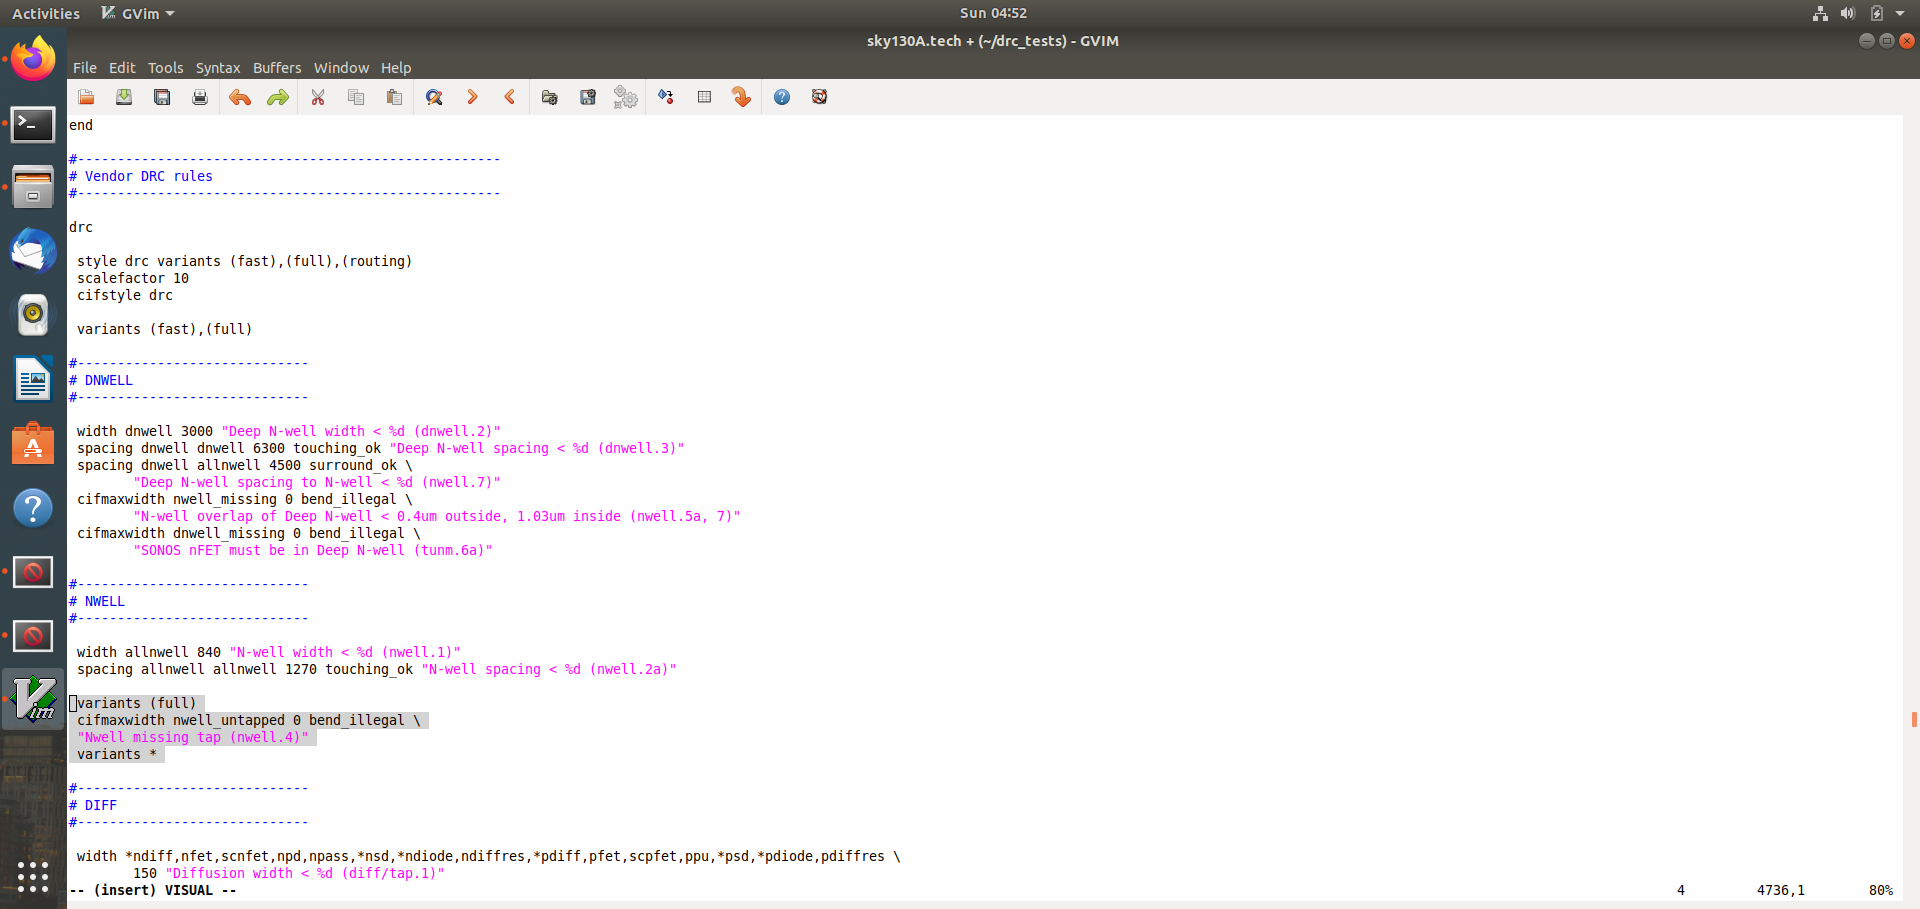 Activities GVim Sun 04:52
sky130A.tech + (~/drc_tests) - GVIM
File Edit Tools Syntax Buffers Window Help
end
#-----------------------------------------------------
# Vendor DRC rules
#-----------------------------------------------------
drc
style drc variants (fast),(full),(routing)
scalefactor 10
cifstyle drc
variants (fast),(full)
#-----------------------------
# DNWELL
#-----------------------------
width dnwell 3000 "Deep N-well width < %d (dnwell.2)"
spacing dnwell dnwell 6300 touching_ok "Deep N-well spacing < %d (dnwell.3)"
spacing dnwell allnwell 4500 surround_ok \
"Deep N-well spacing to N-well < %d (nwell.7)"
cifmaxwidth nwell_missing 0 bend_illegal \
"N-well overlap of Deep N-well < 0.4um outside, 1.03um inside (nwell.5a, 7)"
cifmaxwidth dnwell_missing 0 bend_illegal \
"SONOS nFET must be in Deep N-well (tunm.6a)"
#-----------------------------
# NWELL
#-----------------------------
width allnwell 840 "N-well width < %d (nwell.1)"
spacing allnwell allnwell 1270 touching_ok "N-well spacing < %d (nwell.2a)"
variants (full)
cifmaxwidth nwell_untapped 0 bend_illegal \
"Nwell missing tap (nwell.4)"
variants *
#-----------------------------
# DIFF
#-----------------------------
width *ndiff,nfet,scnfet,npd,npass,*nsd,*ndiode,ndiffres,*pdiff,pfet,scpfet,ppu,*psd,*pdiode,pdiffres \
150 "Diffusion width < %d (diff/tap.1)"
-- (insert) VISUAL -- 4 4736,1 80%